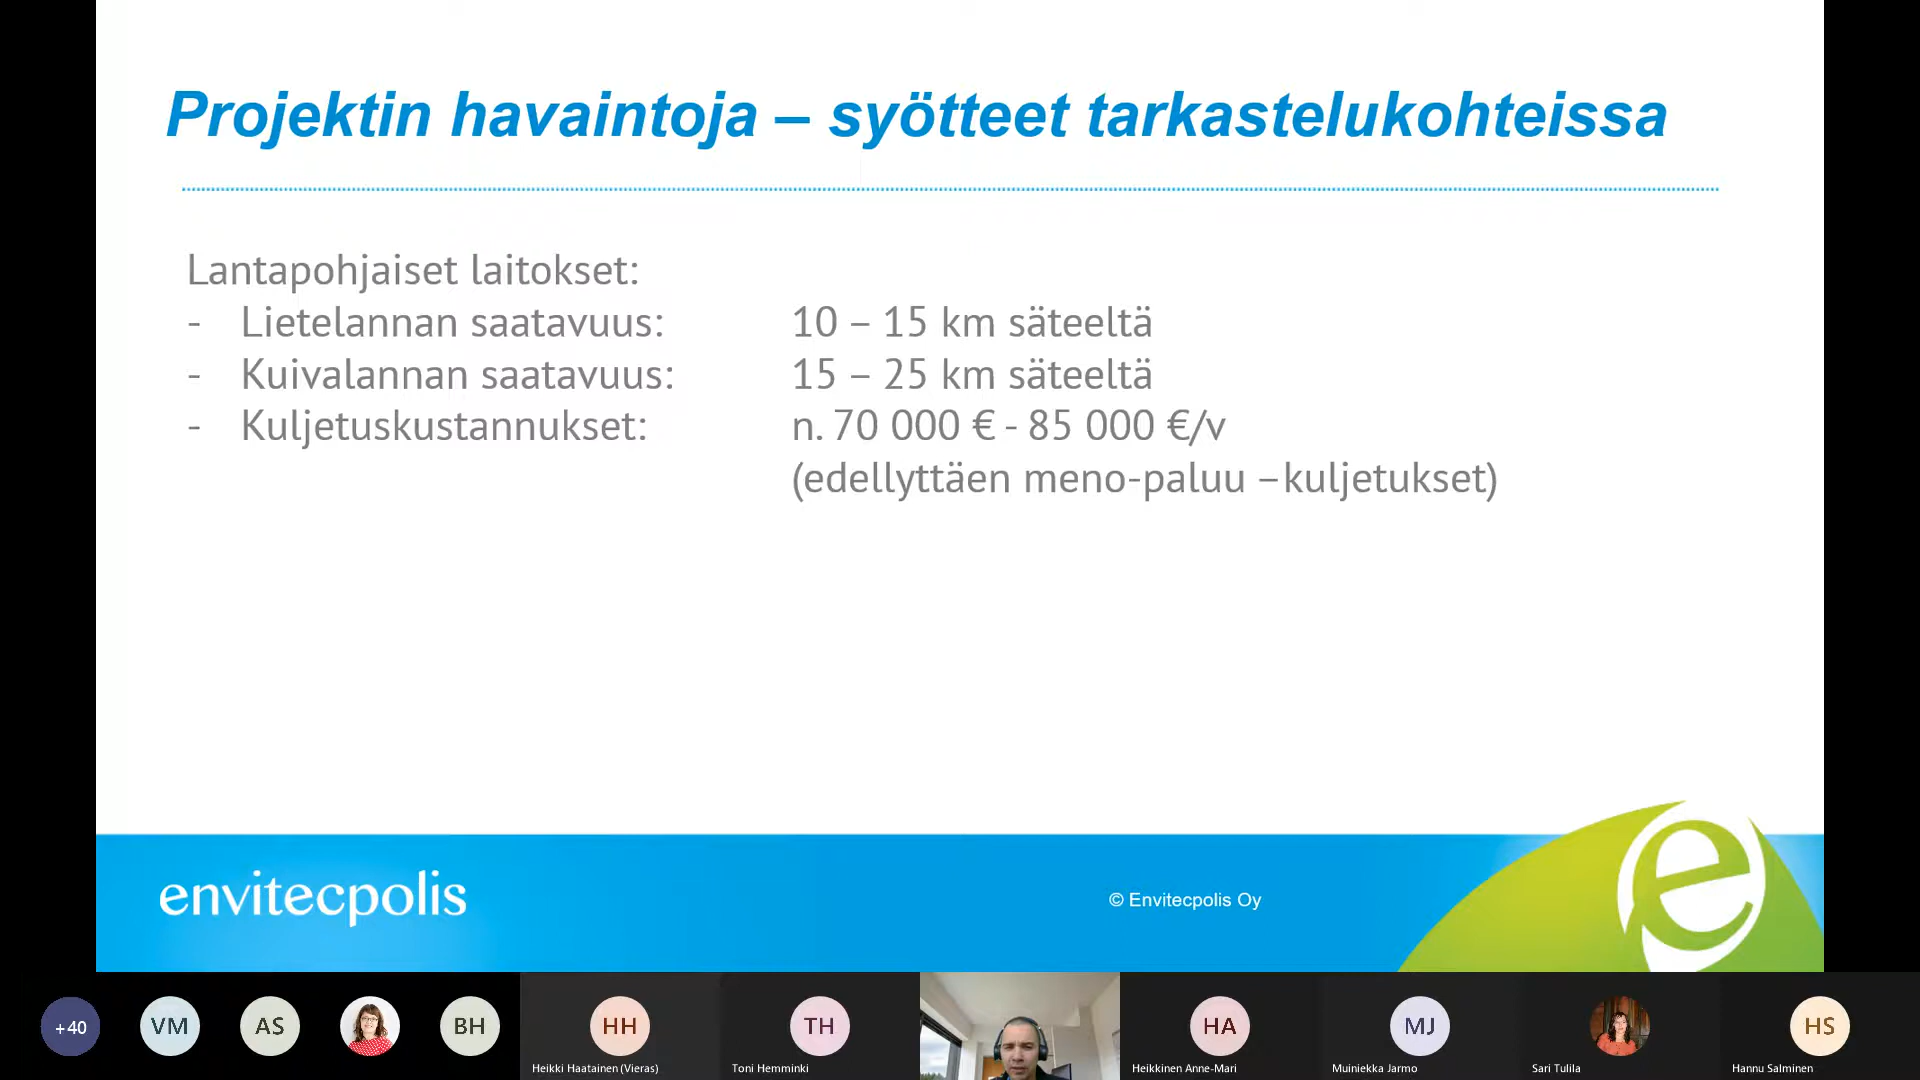 Projektin havaintoja – syötteet tarkastelukohteissa
Lantapohjaiset laitokset:
- Lietelannan saatavuus: 10 – 15 km säteeltä
- Kuivalannan saatavuus: 15 – 25 km säteeltä
- Kuljetuskustannukset: n. 70 000 € - 85 000 €/v
(edellyttäen meno-paluu –kuljetukset)
envitecpolis
© Envitecpolis Oy
e
+40
VM
AS
BH
HH
TH
HA
MJ
HS
Heikki Haatainen (Vieras)
Toni Hemminki
Heikkinen Anne-Mari
Muiniekka Jarmo
Sari Tulila
Hannu Salminen